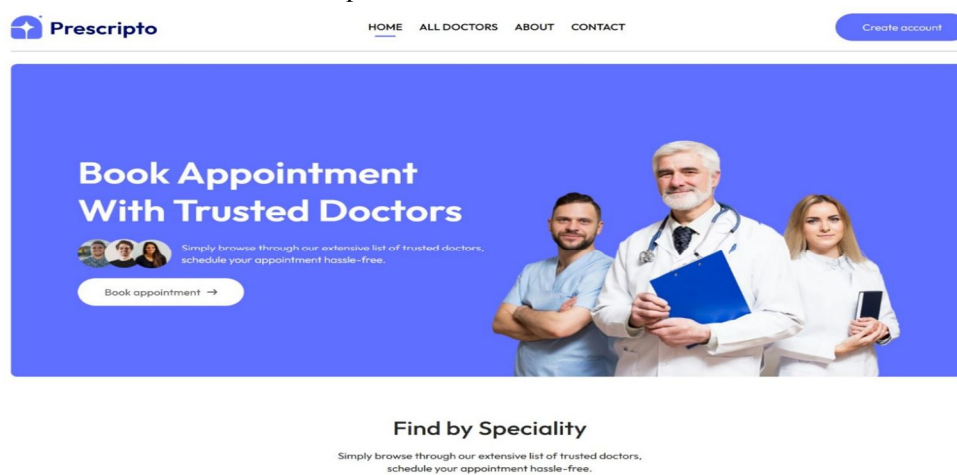 Prescripto
HOME ALL DOCTORS ABOUT CONTACT
Create account
Book Appointment
With Trusted Doctors
Simply browse through our extensive list of trusted doctors,
schedule your appointment hassle-free.
Book appointment →
Find by Speciality
Simply browse through our extensive list of trusted doctors,
schedule your appointment hassle-free.